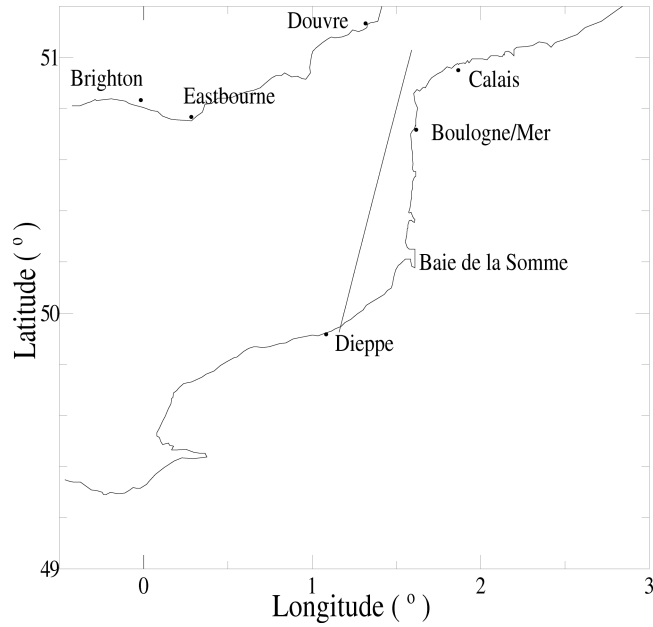 51
Douvre
Brighton
Calais
Eastbourne
Boulogne/Mer
Baie de la Somme
50
Dieppe
49
0
1
2
3
Latitude ( º )
Longitude ( º )